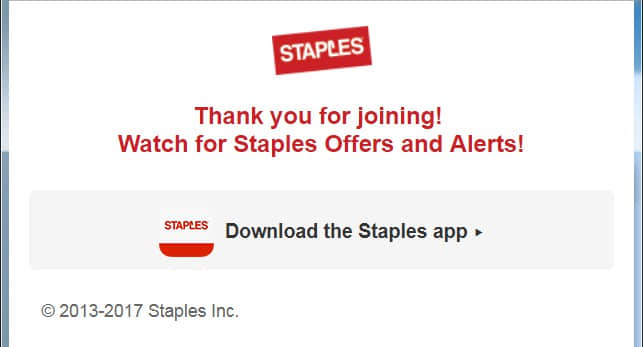 STAPLES
Thank you for joining!
Watch for Staples Offers and Alerts!
STAPLES
Download the Staples app ▸
© 2013-2017 Staples Inc.